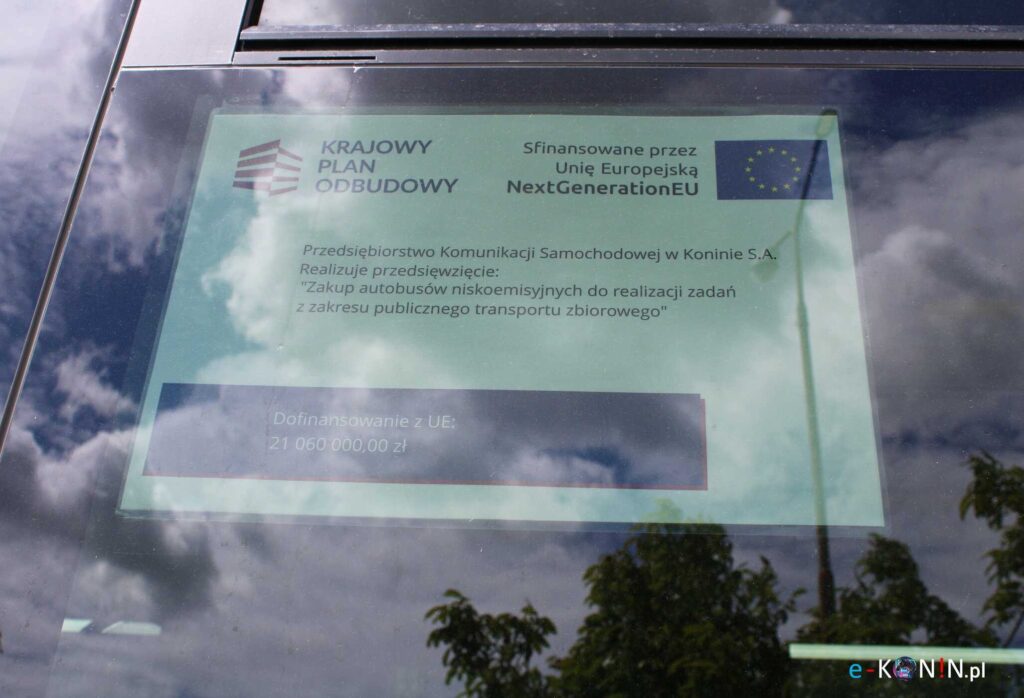 KRAJOWY
PLAN
ODBUDOWY
Sfinansowane przez
Unię Europejską
NextGenerationEU
Przedsiębiorstwo Komunikacji Samochodowej w Koninie S.A.
Realizuje przedsięwzięcie:
"Zakup autobusów niskoemisyjnych do realizacji zadań
z zakresu publicznego transportu zbiorowego"
Dofinansowanie z UE:
21 060 000,00 zł
e-KONIN.pl